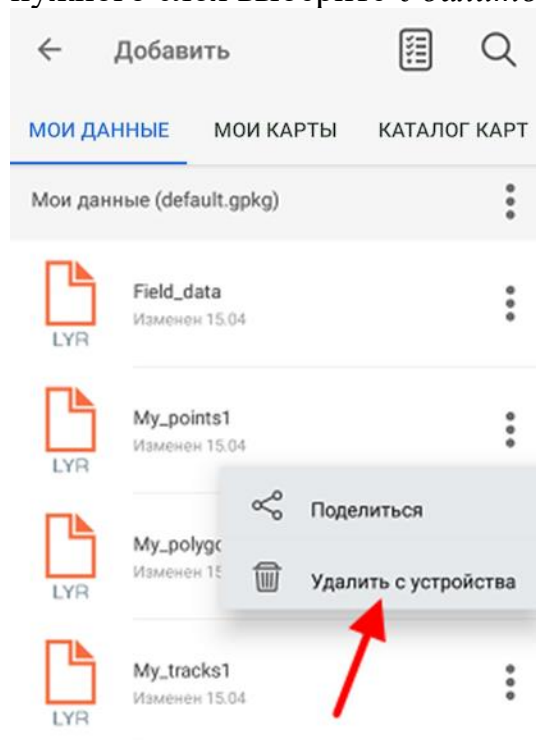 Добавить
МОИ ДАННЫЕ МОИ КАРТЫ КАТАЛОГ КАРТ
Мои данные (default.gpkg)
Field_data
Изменен 15.04
LYR
My_points1
Изменен 15.04
LYR
Поделиться
Изменен
LYR
Удалить с устройства
My_tracks1
Изменен 15.04
LYR